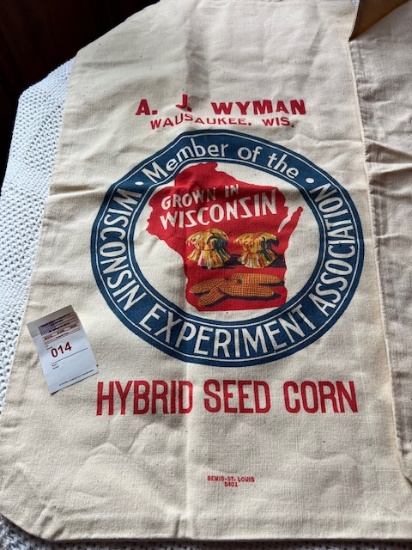 A. J. WYMAN
WAUSAUKEE, WIS.
· Member of the ·
WISCONSIN EXPERIMENT ASSOCIATION
GROWN IN
WISCONSIN
014
HYBRID SEED CORN
BEMIS-ST. LOUIS